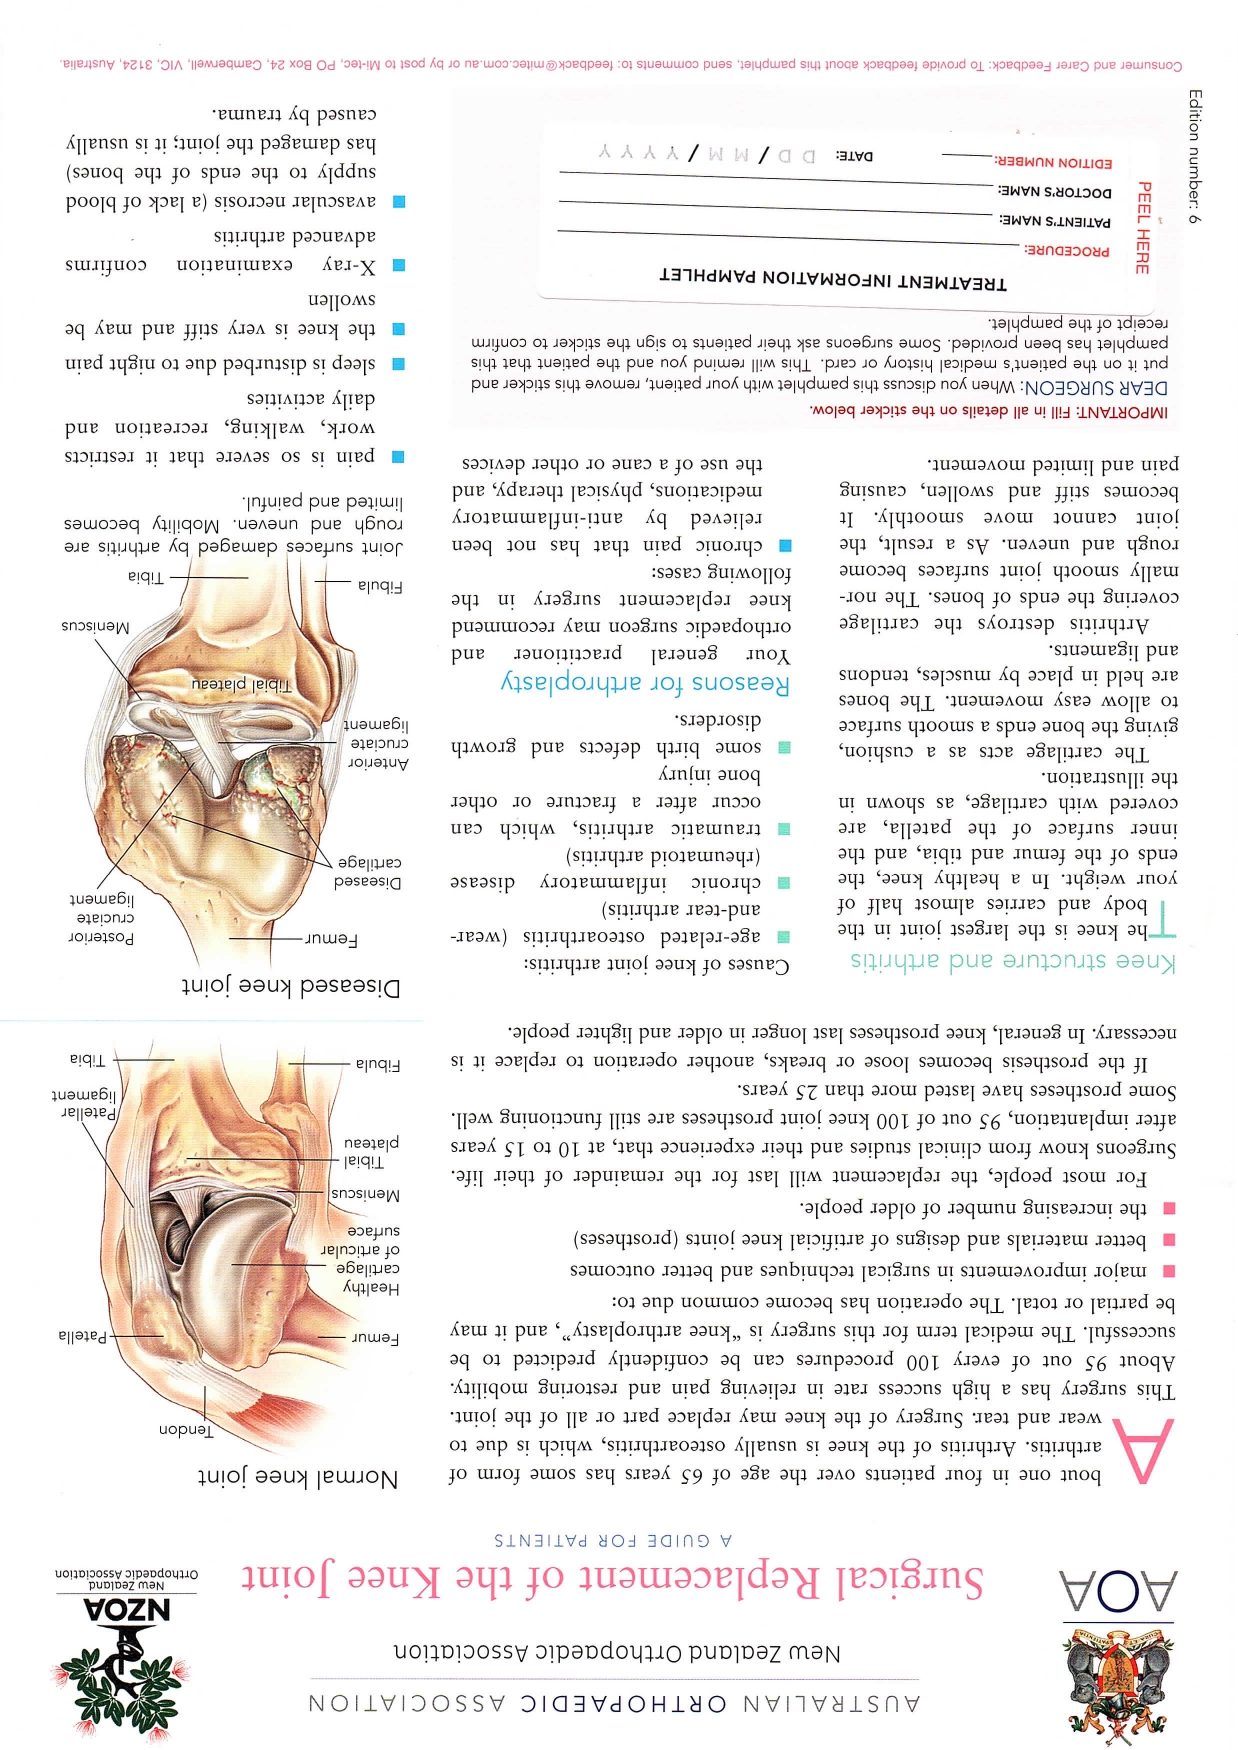 AUSTRALIAN ORTHOPAEDIC ASSOCIATION
New Zealand Orthopaedic Association
AOA
NZOA
New Zealand
Orthopaedic Association
Surgical Replacement of the Knee Joint
A GUIDE FOR PATIENTS
About one in four patients over the age of 65 years has some form of
arthritis. Arthritis of the knee is usually osteoarthritis, which is due to
wear and tear. Surgery of the knee may replace part or all of the joint.
This surgery has a high success rate in relieving pain and restoring mobility.
About 95 out of every 100 procedures can be confidently predicted to be
successful. The medical term for this surgery is “knee arthroplasty”, and it may
be partial or total. The operation has become common due to:
major improvements in surgical techniques and better outcomes
better materials and designs of artificial knee joints (prostheses)
the increasing number of older people.
For most people, the replacement will last for the remainder of their life.
Surgeons know from clinical studies and their experience that, at 10 to 15 years
after implantation, 95 out of 100 knee joint prostheses are still functioning well.
Some prostheses have lasted more than 25 years.
If the prosthesis becomes loose or breaks, another operation to replace it is
necessary. In general, knee prostheses last longer in older and lighter people.
Normal knee joint
Tendon
Femur
Patella
Healthy
cartilage
of articular
surface
Meniscus
Tibial
plateau
Patellar
ligament
Fibula
Tibia
Knee structure and arthritis
The knee is the largest joint in the
body and carries almost half of
your weight. In a healthy knee, the
ends of the femur and tibia, and the
inner surface of the patella, are
covered with cartilage, as shown in
the illustration.
The cartilage acts as a cushion,
giving the bone ends a smooth surface
to allow easy movement. The bones
are held in place by muscles, tendons
and ligaments.
Arthritis destroys the cartilage
covering the ends of bones. The nor-
mally smooth joint surfaces become
rough and uneven. As a result, the
joint cannot move smoothly. It
becomes stiff and swollen, causing
pain and limited movement.
Causes of knee joint arthritis:
age-related osteoarthritis (wear-
and-tear arthritis)
chronic inflammatory disease
(rheumatoid arthritis)
traumatic arthritis, which can
occur after a fracture or other
bone injury
some birth defects and growth
disorders.
Reasons for arthroplasty
Your general practitioner and
orthopaedic surgeon may recommend
knee replacement surgery in the
following cases:
chronic pain that has not been
relieved by anti-inflammatory
medications, physical therapy, and
the use of a cane or other devices
Diseased knee joint
Femur
Posterior
cruciate
ligament
Diseased
cartilage
Anterior
cruciate
ligament
Tibial plateau
Meniscus
Fibula
Tibia
Joint surfaces damaged by arthritis are
rough and uneven. Mobility becomes
limited and painful.
pain is so severe that it restricts
work, walking, recreation and
daily activities
sleep is disturbed due to night pain
the knee is very stiff and may be
swollen
X-ray examination confirms
advanced arthritis
avascular necrosis (a lack of blood
supply to the ends of the bones)
has damaged the joint; it is usually
caused by trauma.
IMPORTANT: Fill in all details on the sticker below.
DEAR SURGEON: When you discuss this pamphlet with your patient, remove this sticker and
put it on the patient's medical history or card. This will remind you and the patient that this
pamphlet has been provided. Some surgeons ask their patients to sign the sticker to confirm
receipt of the pamphlet.
TREATMENT INFORMATION PAMPHLET
PEEL HERE
PROCEDURE:
PATIENT'S NAME:
DOCTOR'S NAME:
EDITION NUMBER:
DATE: DD/MM/YYYY
Edition number: 6
Consumer and Carer Feedback: To provide feedback about this pamphlet, send comments to: feedback@mitec.com.au or by post to Mi-tec, PO Box 24, Camberwell, VIC, 3124, Australia.